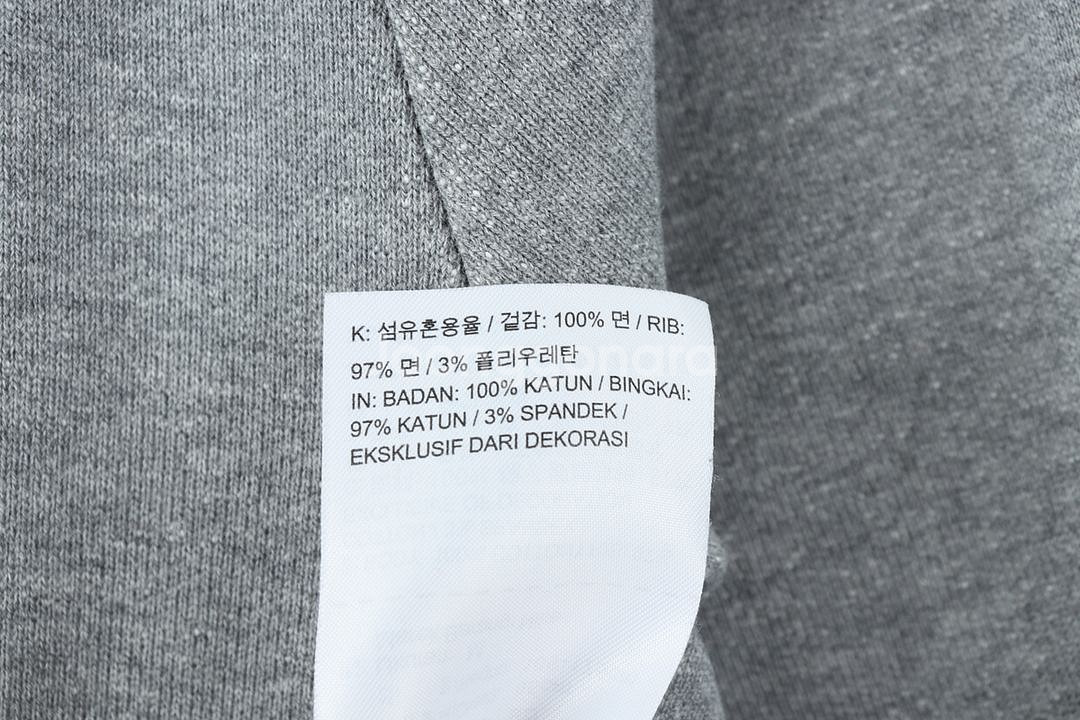 K: 섬유혼용율 / 겉감: 100% 면 / RIB:
97% 면 / 3% 폴리우레탄
IN: BADAN: 100% KATUN / BINGKAI:
97% KATUN / 3% SPANDEK /
EKSKLUSIF DARI DEKORASI